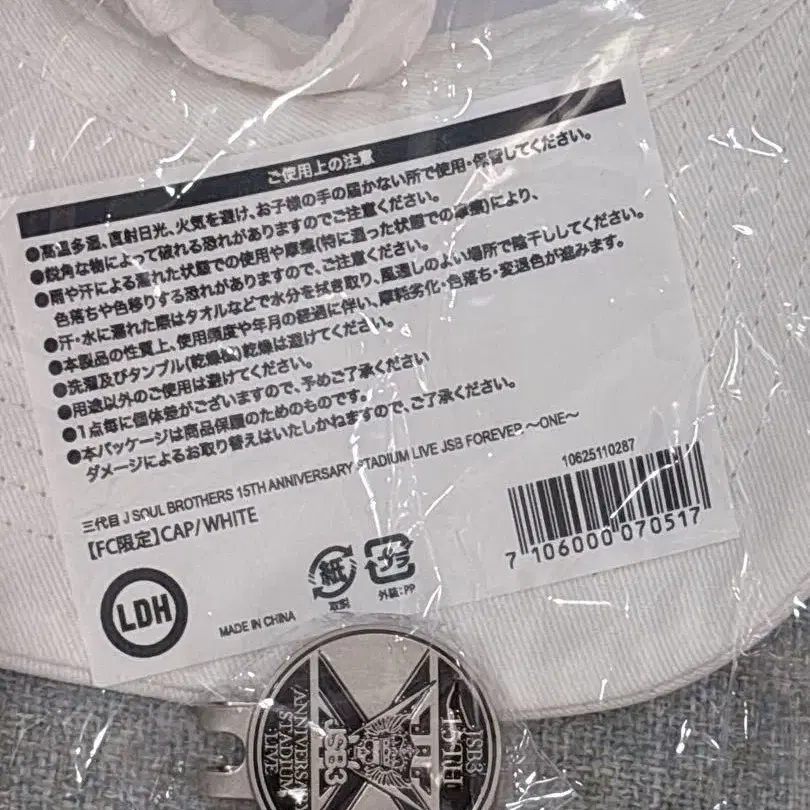 ご使用上の注意
●高温多湿、直射日光、火気を避け、お子様の手の届かない所で使用・保管してください。
●鋭角な物によって破れる恐れがありますのでご注意ください。
●雨や汗による濡れた状態での使用や摩擦(特に湿った状態での摩擦)により、
色落ちや色移りする恐れがありますので、ご注意ください。
●汗・水に濡れた際はタオルなどで水分を拭き取り、風通しのよい場所で陰干ししてください。
●本製品の性質上、使用頻度や年月の経過に伴い、摩耗劣化・色落ち・変退色が進みます。
●洗濯及びタンブル(乾燥機)乾燥は避けてください。
●用途以外のご使用は避けてください。
●1点毎に個体差がございますので、予めご了承ください
●本パッケージは商品保護のためのものです。
ダメージによるお取り替えはいたしかねますので、ご了承ください。
三代目 J SOUL BROTHERS 15TH ANNIVERSARY STADIUM LIVE JSB FOREVER ～ONE～
【FC限定】CAP/WHITE
10625110287
7 106000 070517
LDH
MADE IN CHINA
紙
取説
プラ
外装:PP
JSB3
15TH
ANNIVERSA
STADIUM
LIVE
JSB3